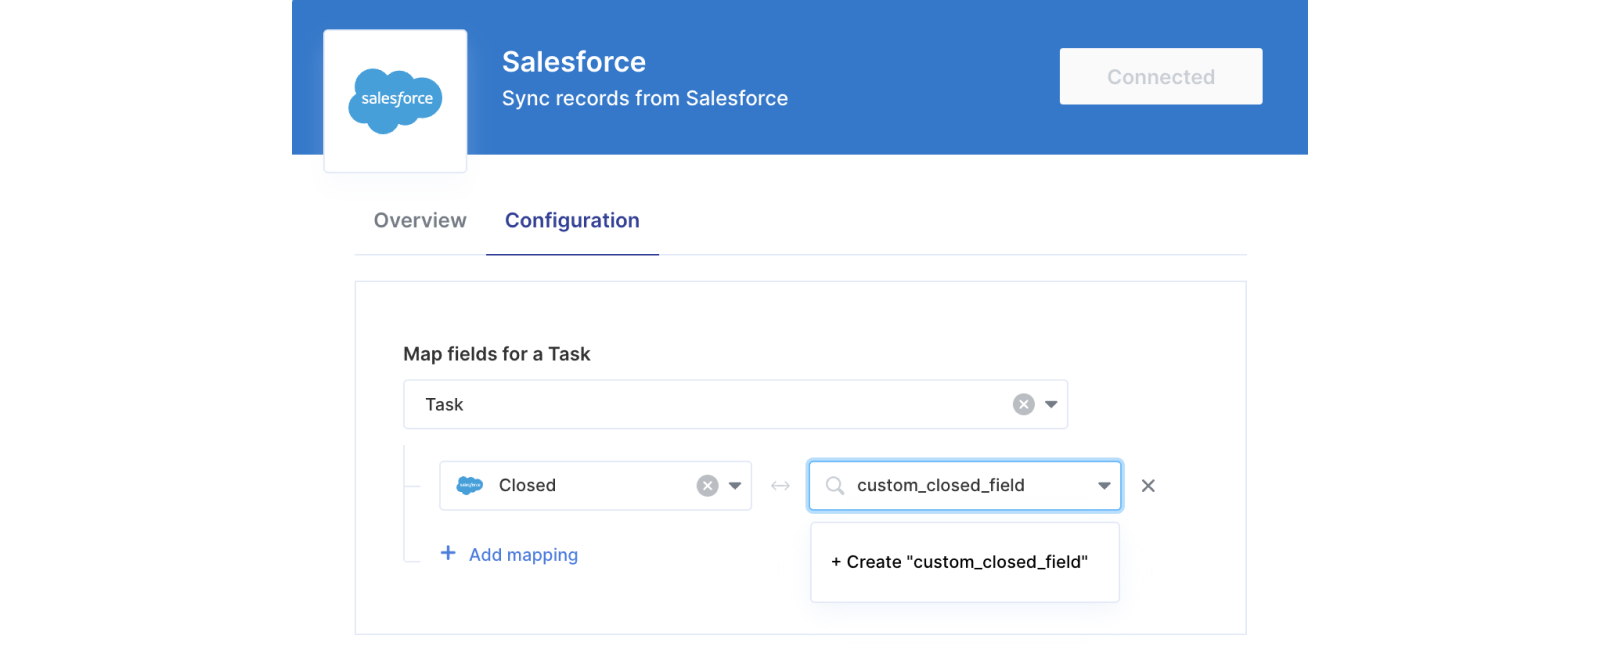 salesforce
Salesforce
Sync records from Salesforce
Connected
Overview
Configuration
Map fields for a Task
Task
salesforce
Closed
custom_closed_field
+ Add mapping
+ Create "custom_closed_field"